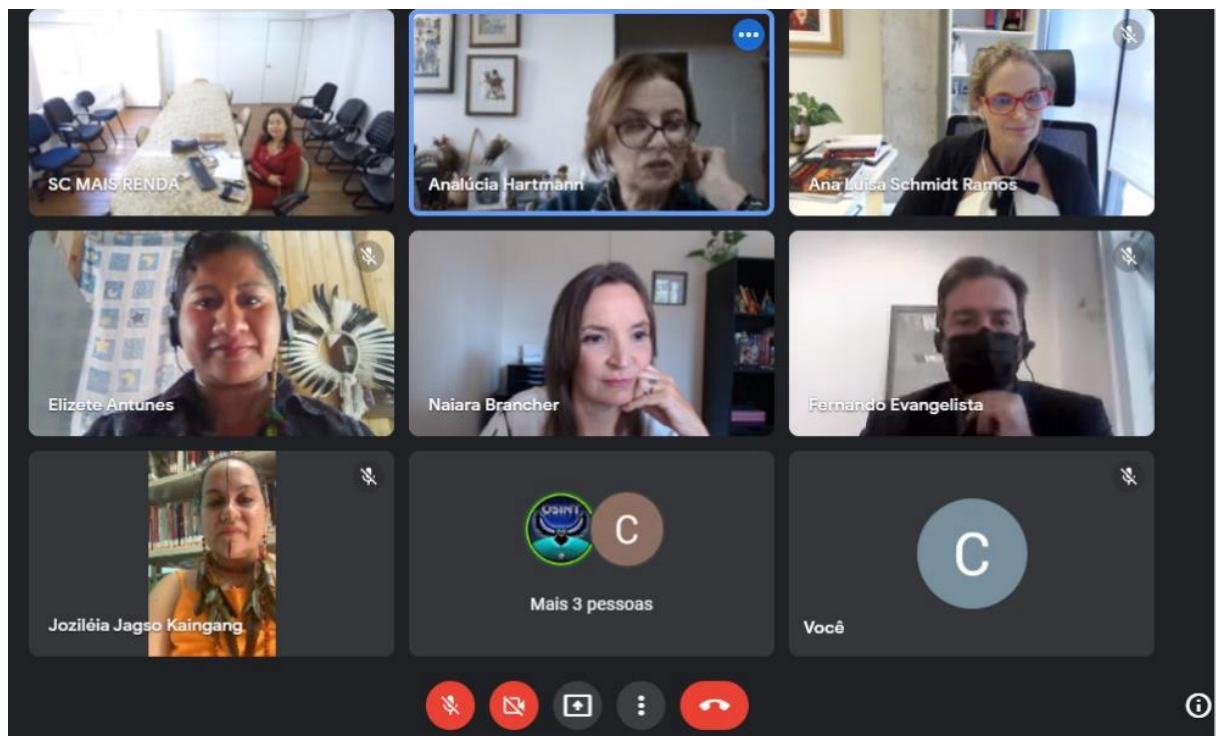 SC MAIS RENDA
Analúcia Hartmann
Ana Luisa Schmidt Ramos
Elizete Antunes
Naiara Brancher
Fernando Evangelista
Joziléia Jagso Kaingang
OSINT
C
Mais 3 pessoas
C
Você